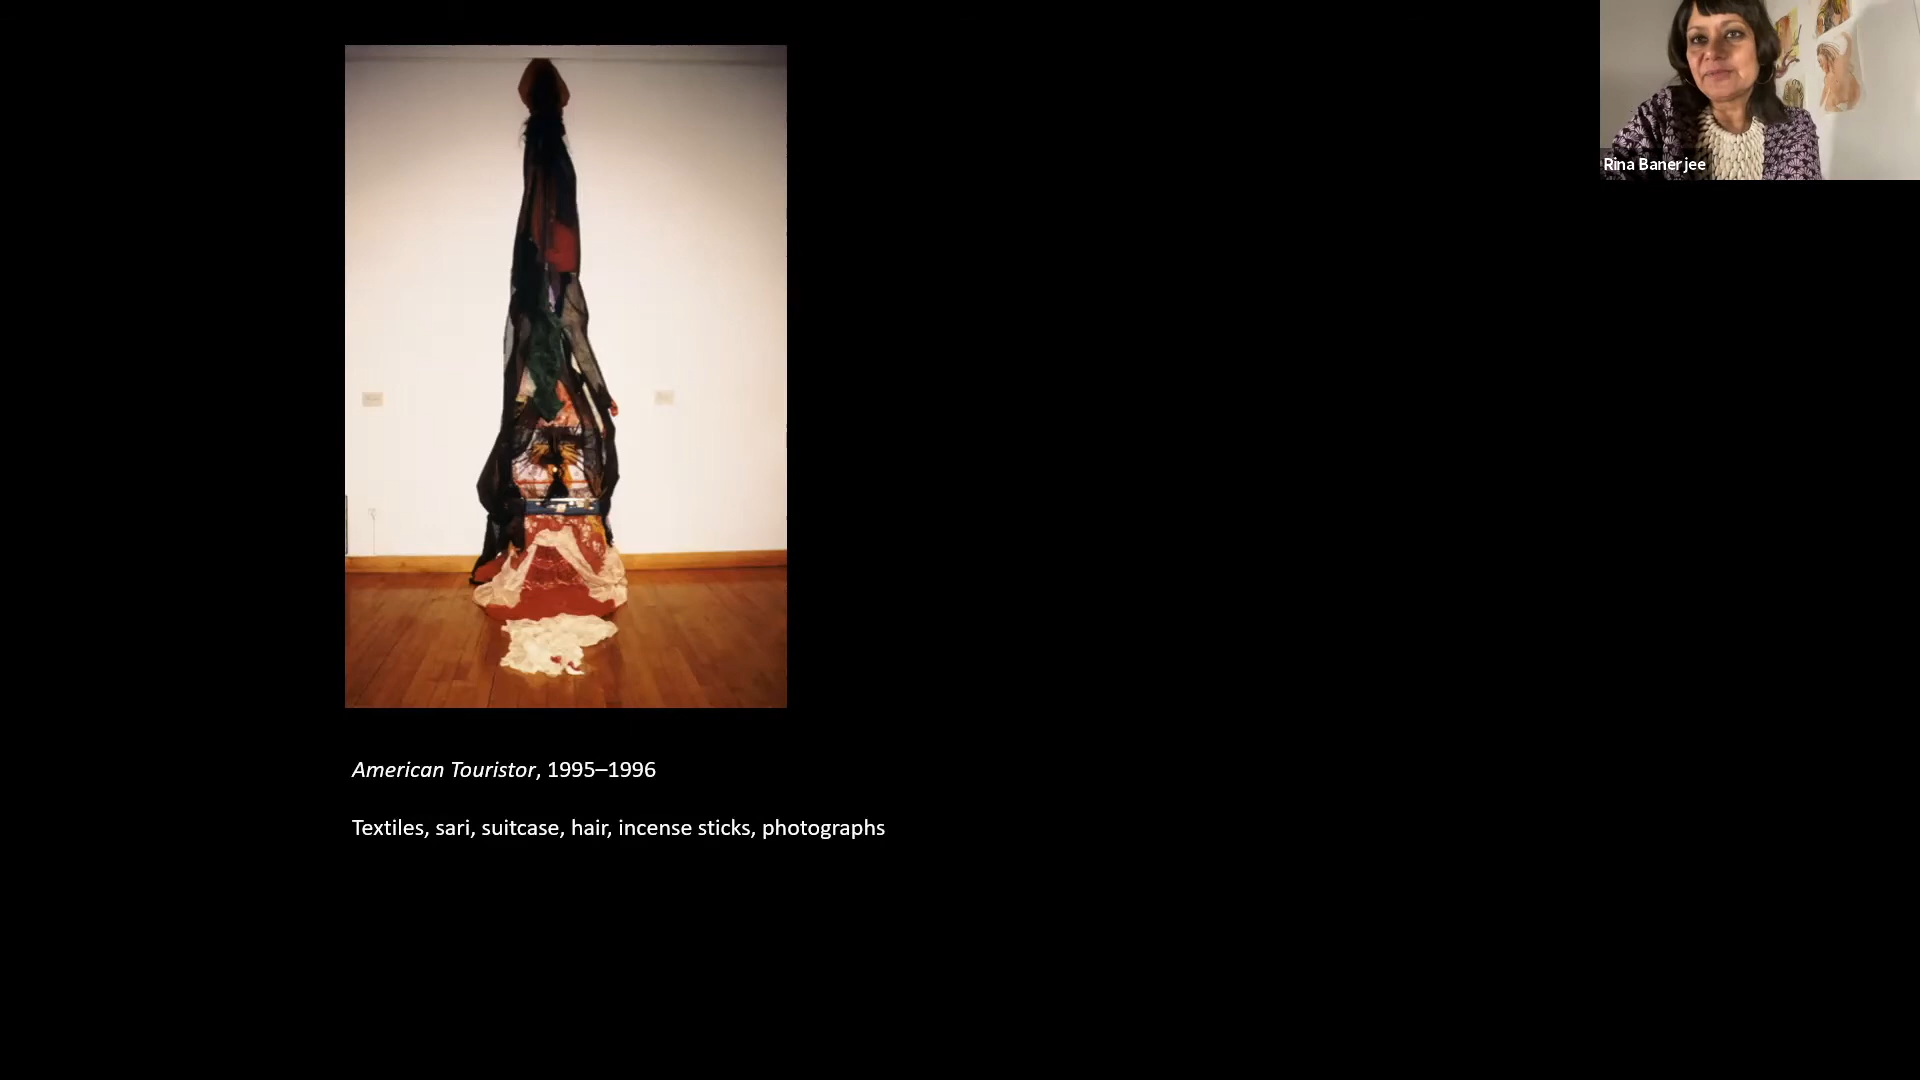 Rina Banerjee
American Touristor, 1995–1996
Textiles, sari, suitcase, hair, incense sticks, photographs